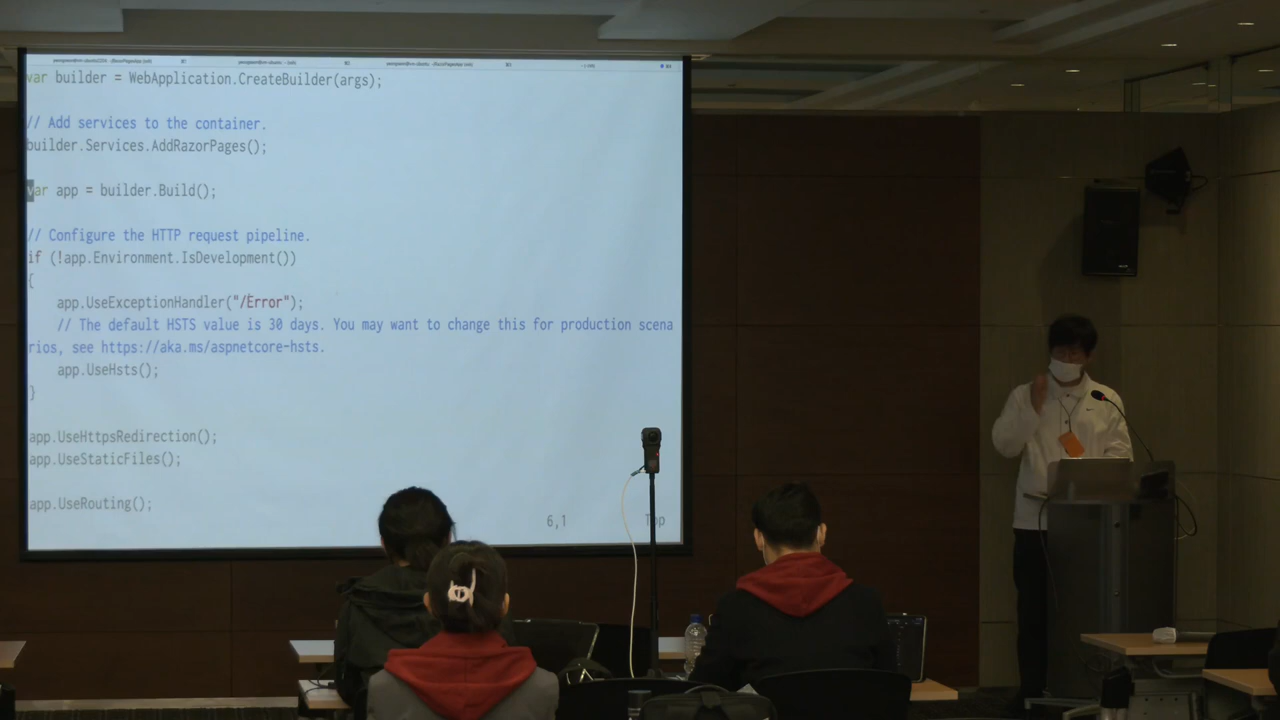 var builder = WebApplication.CreateBuilder(args);
// Add services to the container.
builder.Services.AddRazorPages();
var app = builder.Build();
// Configure the HTTP request pipeline.
if (!app.Environment.IsDevelopment())
{
app.UseExceptionHandler("/Error");
// The default HSTS value is 30 days. You may want to change this for production scena
rios, see https://aka.ms/aspnetcore-hsts.
app.UseHsts();
}
app.UseHttpsRedirection();
app.UseStaticFiles();
app.UseRouting();
6,1 Top